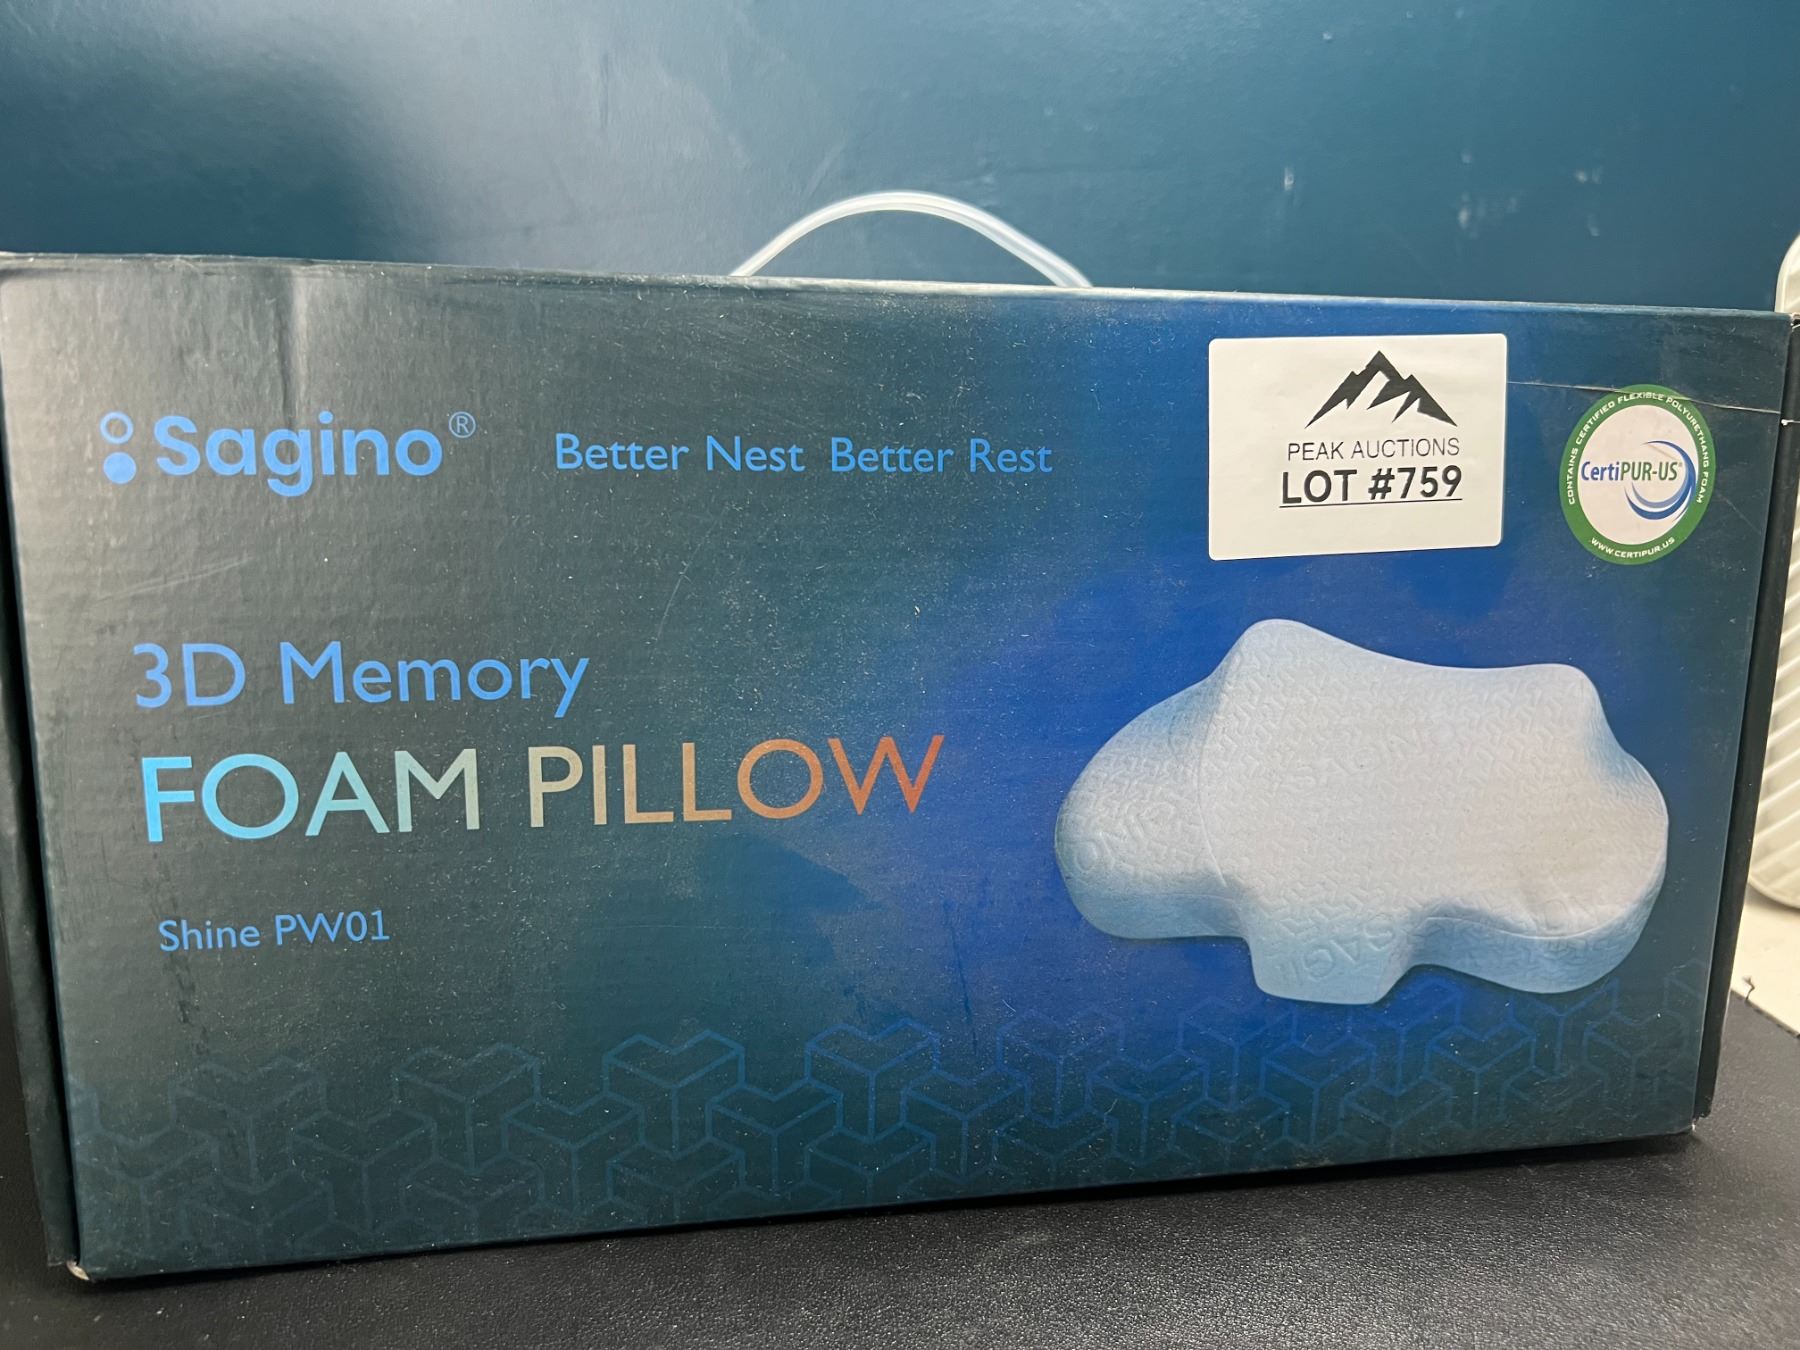 Sagino®
Better Nest Better Rest
PEAK AUCTIONS
LOT #759
CONTAINS CERTIFIED FLEXIBLE POLYURETHANE FOAM
CertiPUR-US®
WWW.CERTIPUR.US
3D Memory
FOAM PILLOW
Shine PW01